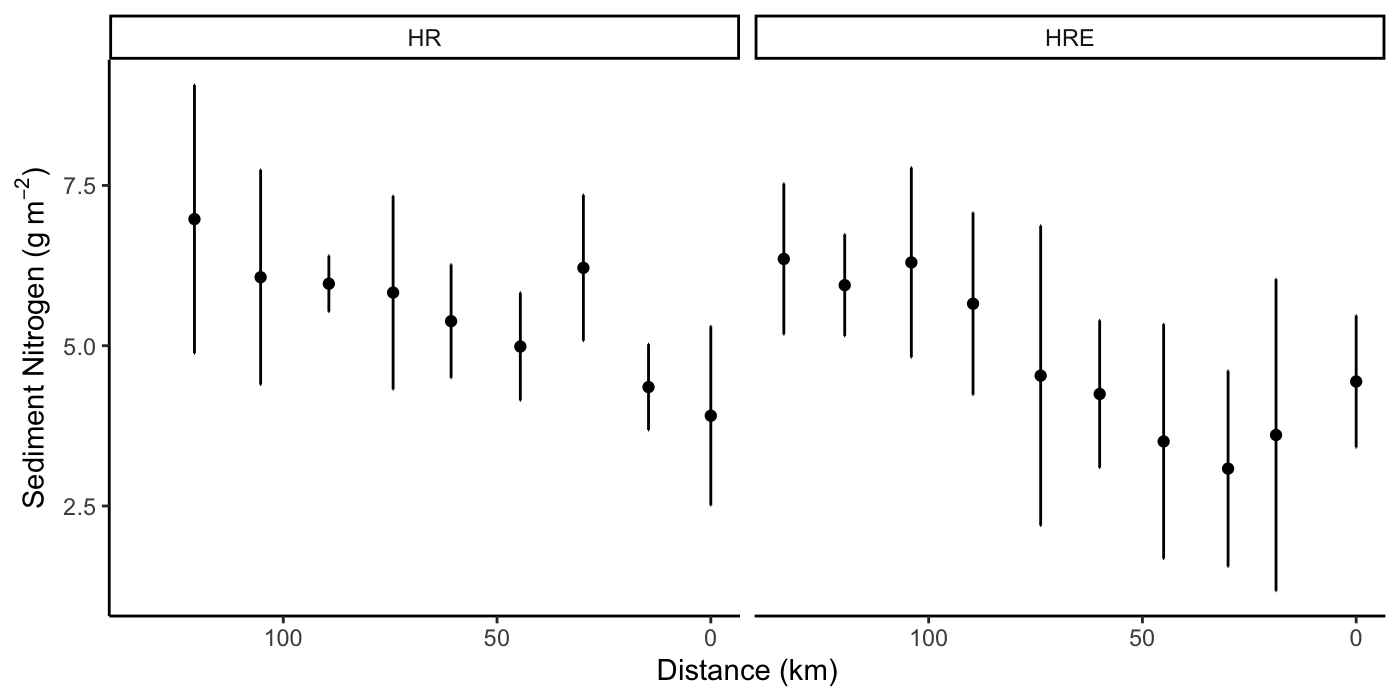 HR
HRE
Sediment Nitrogen (g m⁻²)
7.5
5.0
2.5
100
50
0
100
50
0
Distance (km)